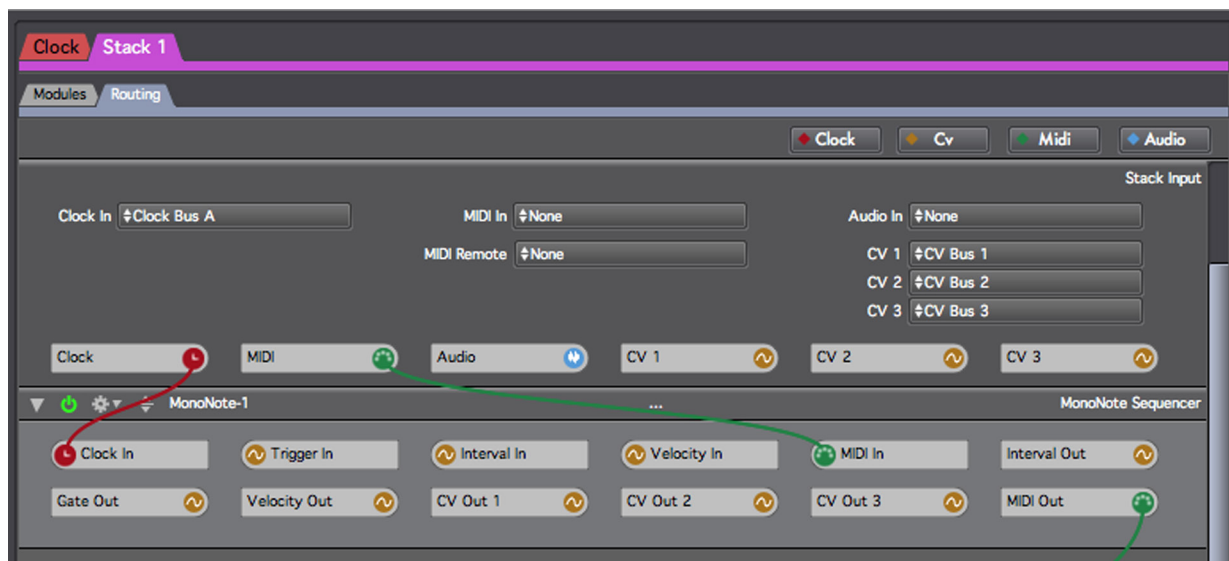 Clock Stack 1
Modules Routing
Clock Cv Midi Audio
Stack Input
Clock In Clock Bus A MIDI In None Audio In None
MIDI Remote None CV 1 CV Bus 1
CV 2 CV Bus 2
CV 3 CV Bus 3
Clock MIDI Audio CV 1 CV 2 CV 3
MonoNote-1 ... MonoNote Sequencer
Clock In Trigger In Interval In Velocity In MIDI In Interval Out
Gate Out Velocity Out CV Out 1 CV Out 2 CV Out 3 MIDI Out